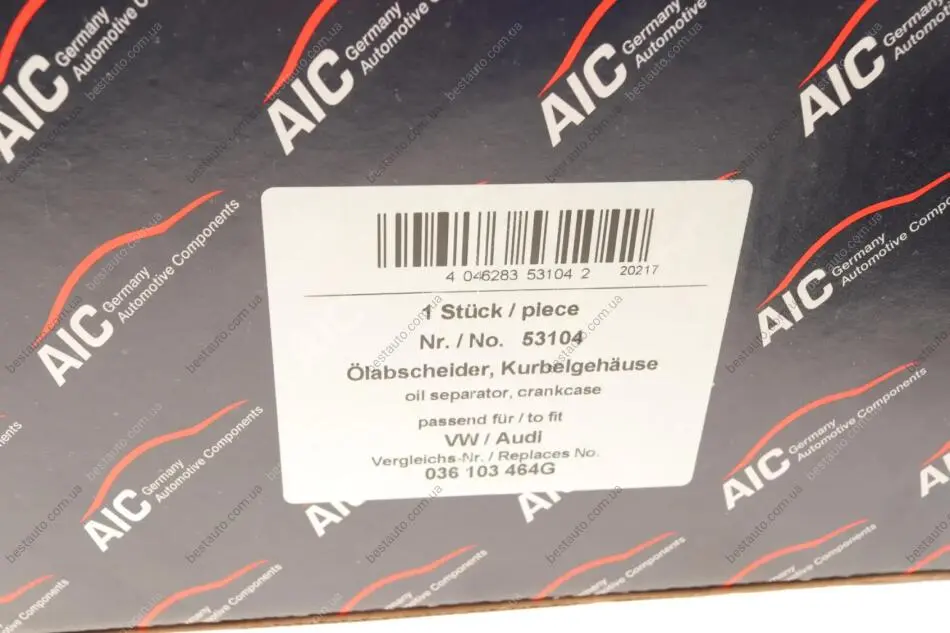 AIC Germany
Automotive Components
4 046283 53104 2 20217
1 Stück / piece
Nr. / No. 53104
Ölabscheider, Kurbelgehäuse
oil separator, crankcase
passend für / to fit
VW / Audi
Vergleichs-Nr. / Replaces No.
036 103 464G
bestauto.com.ua